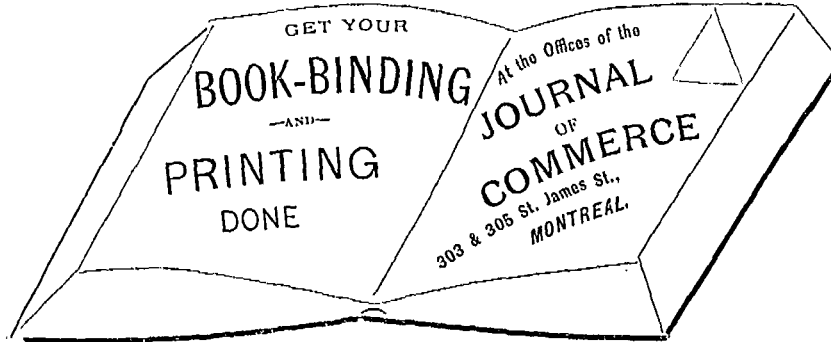 GET YOUR
BOOK-BINDING
—AND—
PRINTING
DONE
At the Offices of the
JOURNAL
OF
COMMERCE
303 & 305 St. James St.,
MONTREAL.